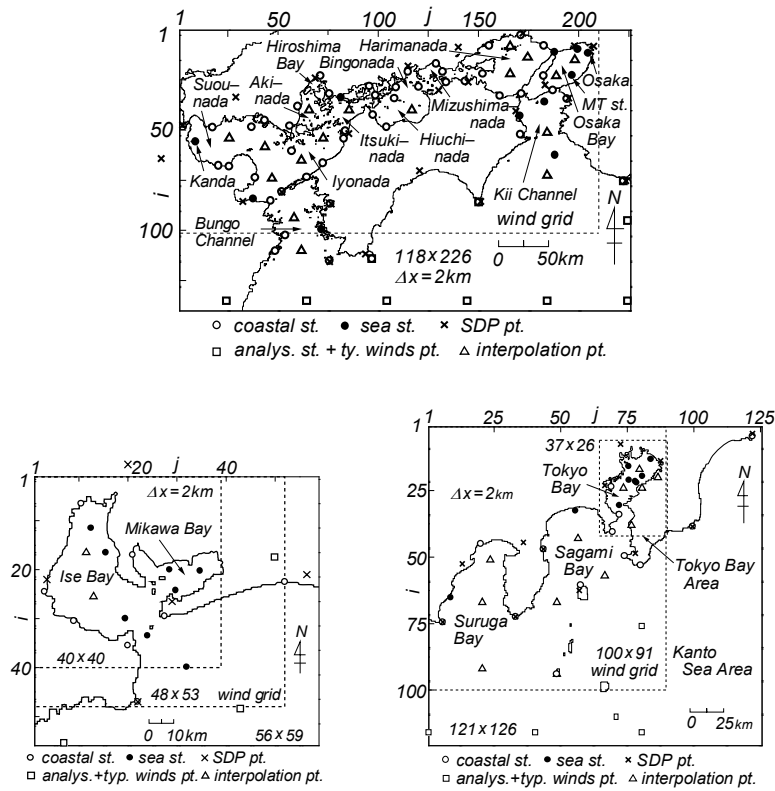 1 50 100 j 150 200
1
Hiroshima Bay
Harimanada
Bingonada
Suou–nada
Aki–nada
Osaka
Mizushima–nada
MT st.
Osaka Bay
50
Itsuki–nada
Hiuchi–nada
Kanda
Iyonada
Kii Channel
i
N
Bungo Channel
wind grid
100
118 x 226
Δx = 2km
0 50km
○ coastal st. ● sea st. × SDP pt.
□ analys. st. + ty. winds pt. △ interpolation pt.
1 20 j 40
1
Δx = 2km
Mikawa Bay
20
Ise Bay
i
N
40
40 x 40
48 x 53
wind grid
0 10km
56 x 59
○ coastal st. ● sea st. × SDP pt.
□ analys.+typ. winds pt. △ interpolation pt.
1 25 50 j 75 100 125
1
37 x 26
Tokyo Bay
N
25
Δx = 2km
50
Sagami Bay
Tokyo Bay Area
i
Suruga Bay
75
100 x 91
wind grid
Kanto Sea Area
100
121 x 126
0 25km
○ coastal st. ● sea st. × SDP pt.
□ analys.+typ. winds pt. △ interpolation pt.